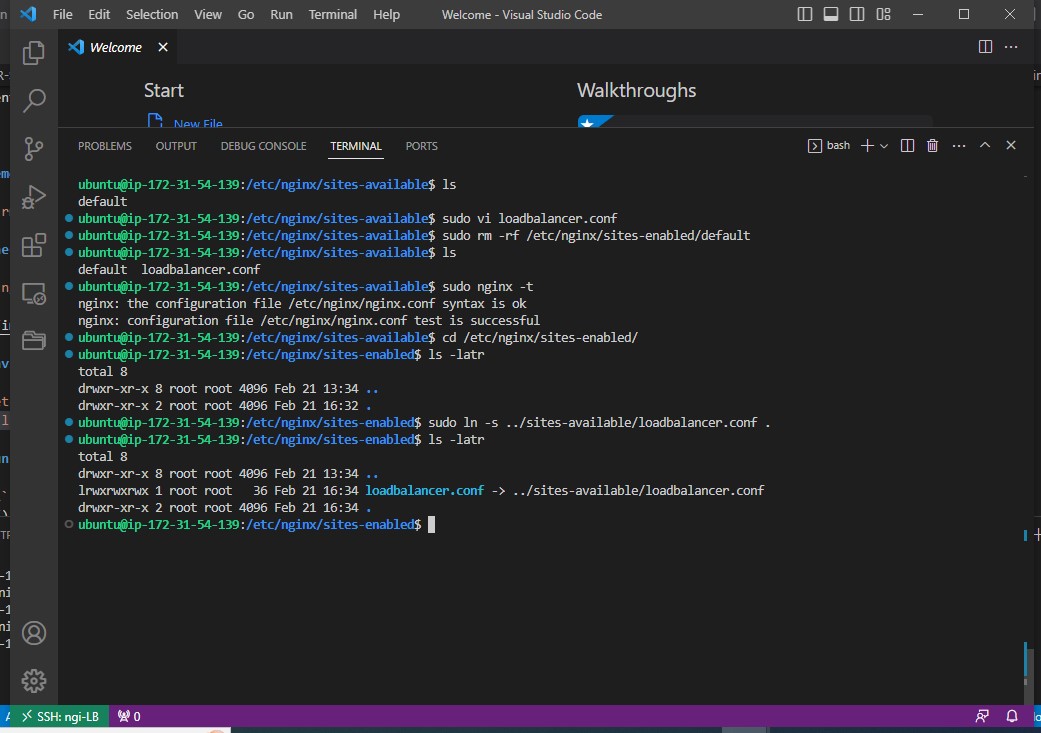 File Edit Selection View Go Run Terminal Help Welcome - Visual Studio Code
Welcome
Start
Walkthroughs
New File
PROBLEMS OUTPUT DEBUG CONSOLE TERMINAL PORTS bash
ubuntu@ip-172-31-54-139:/etc/nginx/sites-available$ ls
default
ubuntu@ip-172-31-54-139:/etc/nginx/sites-available$ sudo vi loadbalancer.conf
ubuntu@ip-172-31-54-139:/etc/nginx/sites-available$ sudo rm -rf /etc/nginx/sites-enabled/default
ubuntu@ip-172-31-54-139:/etc/nginx/sites-available$ ls
default  loadbalancer.conf
ubuntu@ip-172-31-54-139:/etc/nginx/sites-available$ sudo nginx -t
nginx: the configuration file /etc/nginx/nginx.conf syntax is ok
nginx: configuration file /etc/nginx/nginx.conf test is successful
ubuntu@ip-172-31-54-139:/etc/nginx/sites-available$ cd /etc/nginx/sites-enabled/
ubuntu@ip-172-31-54-139:/etc/nginx/sites-enabled$ ls -latr
total 8
drwxr-xr-x 8 root root 4096 Feb 21 13:34 ..
drwxr-xr-x 2 root root 4096 Feb 21 16:32 .
ubuntu@ip-172-31-54-139:/etc/nginx/sites-enabled$ sudo ln -s ../sites-available/loadbalancer.conf .
ubuntu@ip-172-31-54-139:/etc/nginx/sites-enabled$ ls -latr
total 8
drwxr-xr-x 8 root root 4096 Feb 21 13:34 ..
lrwxrwxrwx 1 root root   36 Feb 21 16:34 loadbalancer.conf -> ../sites-available/loadbalancer.conf
drwxr-xr-x 2 root root 4096 Feb 21 16:34 .
ubuntu@ip-172-31-54-139:/etc/nginx/sites-enabled$
SSH: ngi-LB 0